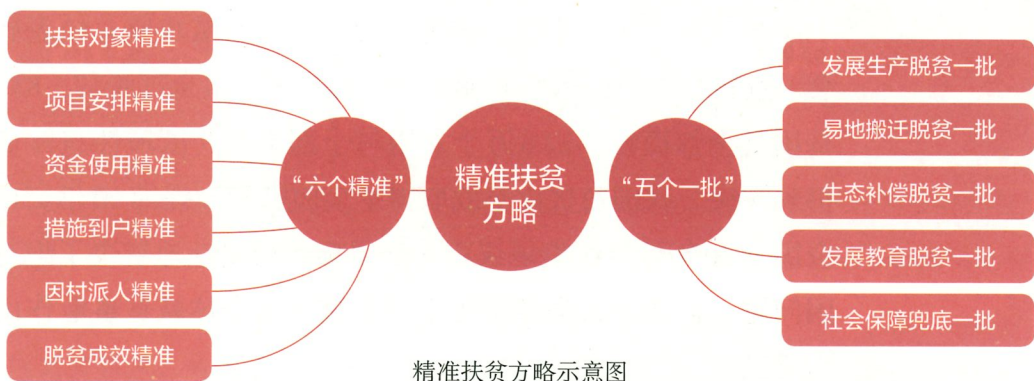 扶持对象精准
项目安排精准
资金使用精准
措施到户精准
因村派人精准
脱贫成效精准
“六个精准”
精准扶贫
方略
“五个一批”
发展生产脱贫一批
易地搬迁脱贫一批
生态补偿脱贫一批
发展教育脱贫一批
社会保障兜底一批
精准扶贫方略示意图